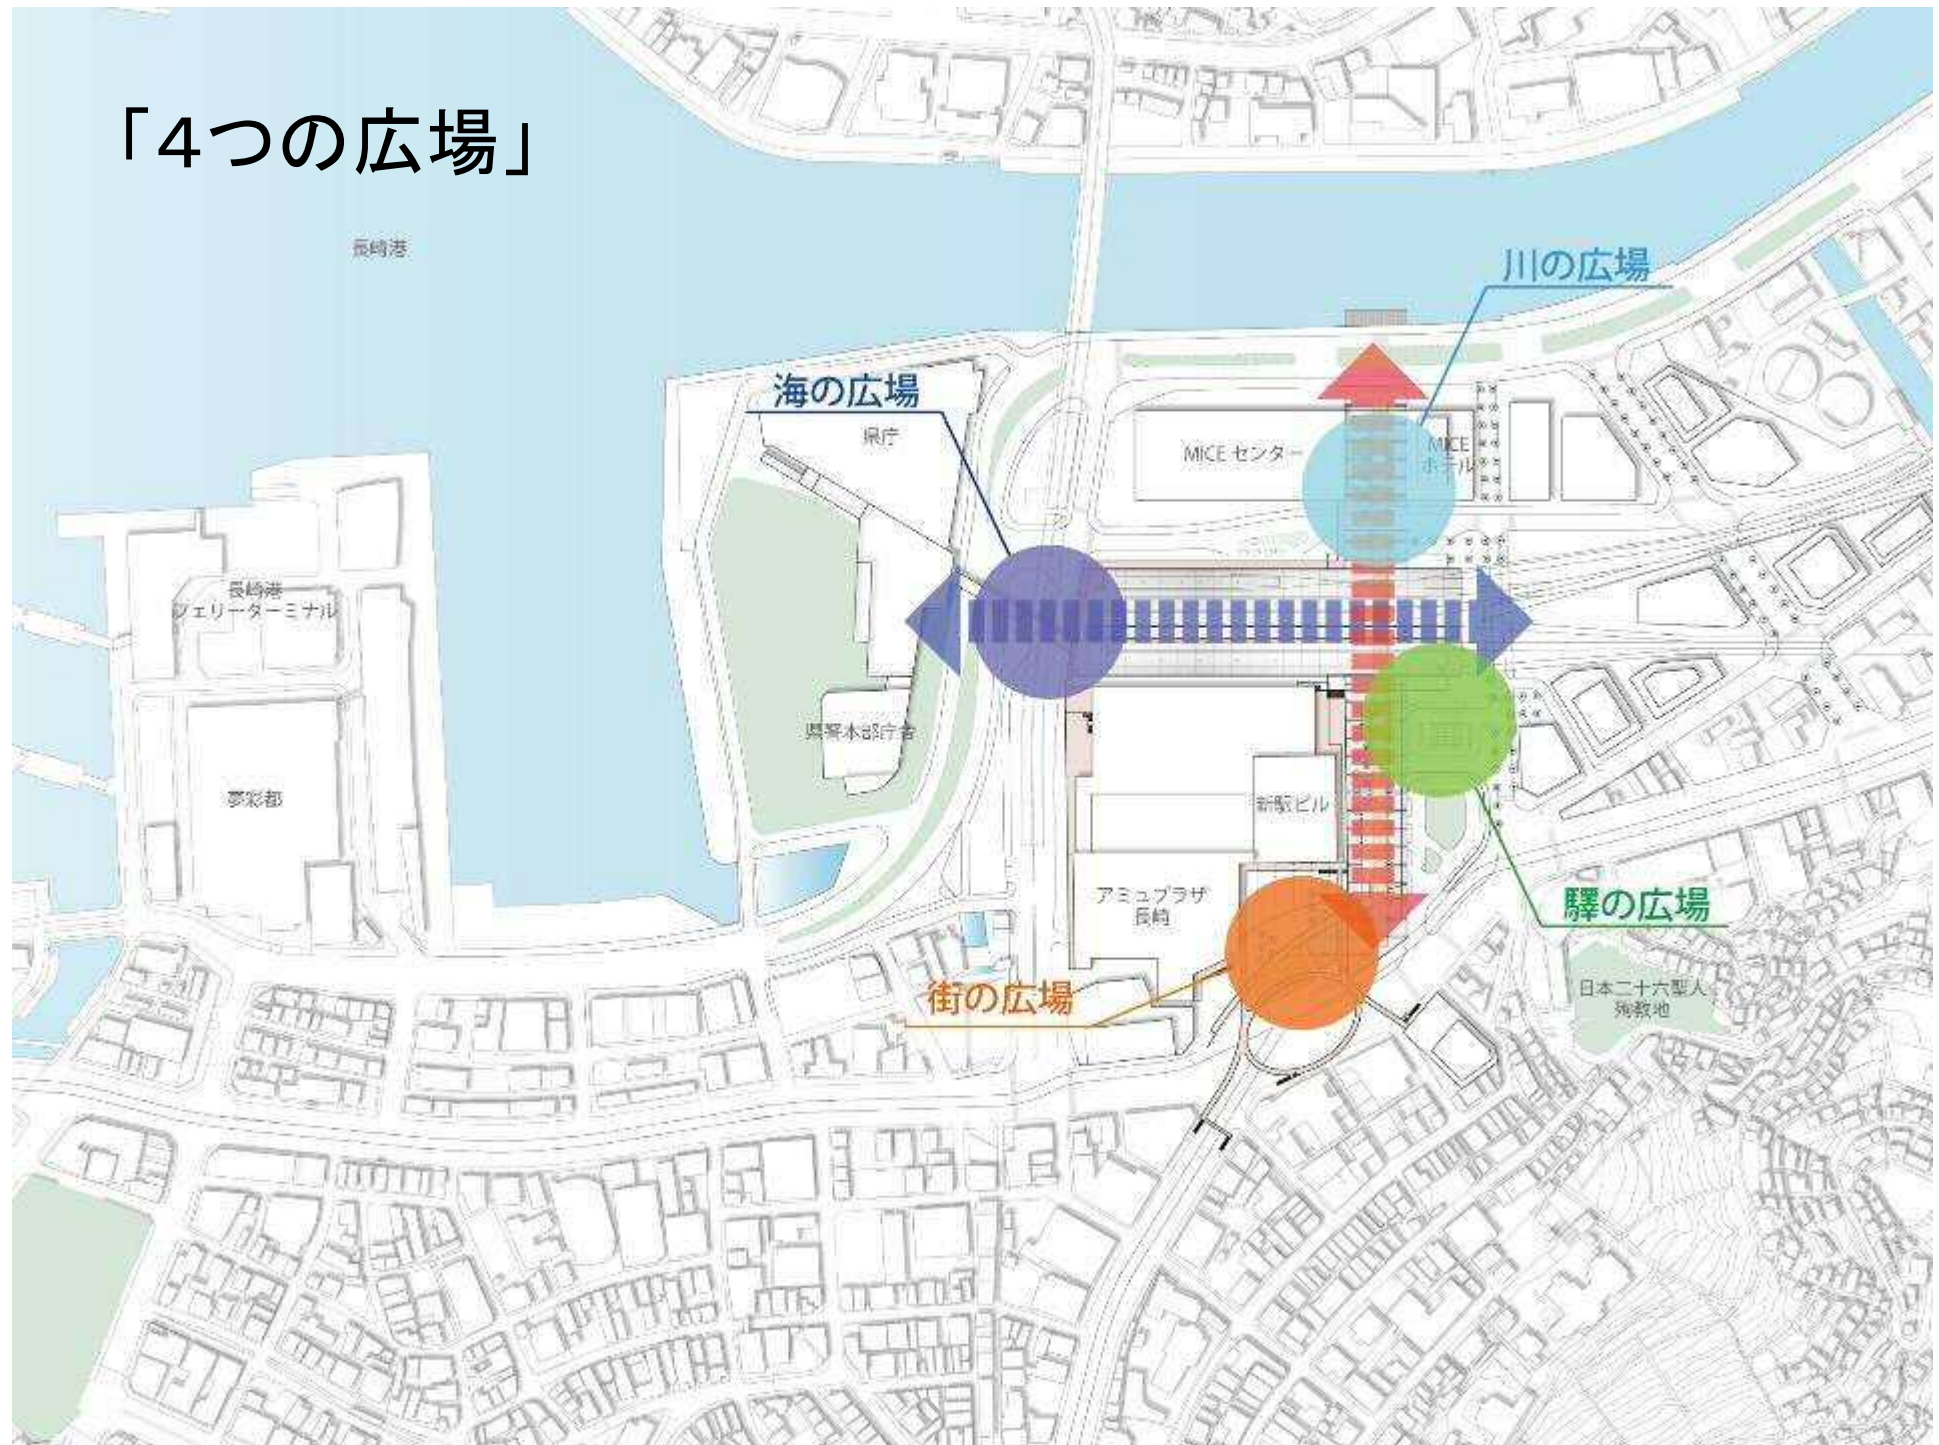 「4つの広場」
長崎港
川の広場
海の広場
県庁
MICE センター
MICE
ホテル
長崎港
フェリーターミナル
県警本部庁舎
夢彩都
新駅ビル
アミュプラザ
長崎
驛の広場
街の広場
日本二十六聖人
殉教地